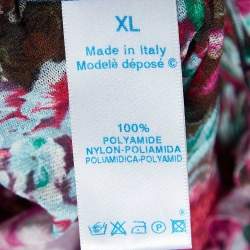 XL
Made in Italy
Modelè déposé ©
100%
POLYAMIDE
NYLON-POLIAMIDA
POLIAMIDICA-POLYAMID